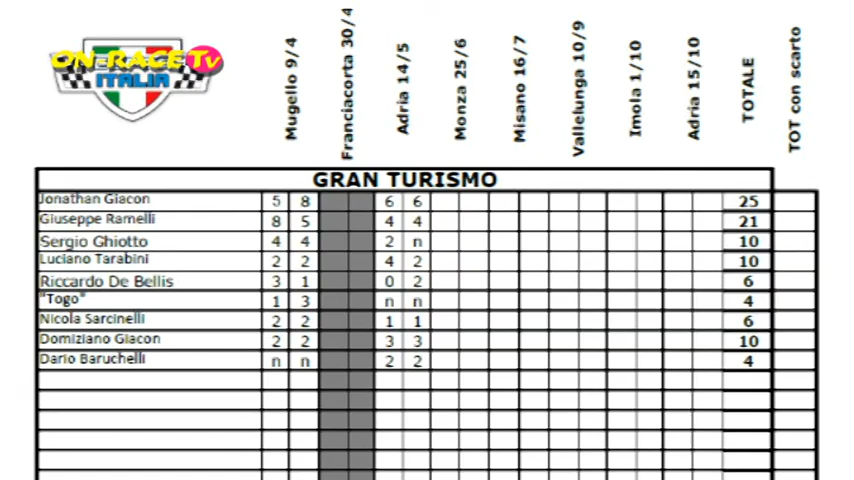 ON RACE TV
ITALIA
Mugello 9/4
Franciacorta 30/4
Adria 14/5
Monza 25/6
Misano 16/7
Vallelunga 10/9
Imola 1/10
Adria 15/10
TOTALE
TOT con scarto
GRAN TURISMO
Jonathan Giacon 5 8 6 6 25
Giuseppe Ramelli 8 5 4 4 21
Sergio Ghiotto 4 4 2 n 10
Luciano Tarabini 2 2 4 2 10
Riccardo De Bellis 3 1 0 2 6
"Togo" 1 3 n n 4
Nicola Sarcinelli 2 2 1 1 6
Domiziano Giacon 2 2 3 3 10
Dario Baruchelli n n 2 2 4